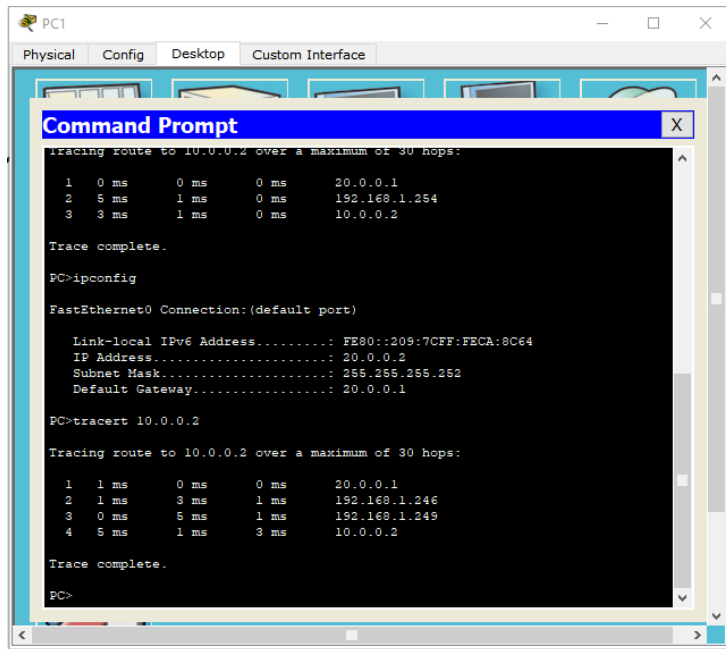 PC1
Physical Config Desktop Custom Interface
Command Prompt X
Tracing route to 10.0.0.2 over a maximum of 30 hops:
1 0 ms 0 ms 0 ms 20.0.0.1
2 5 ms 1 ms 0 ms 192.168.1.254
3 3 ms 1 ms 0 ms 10.0.0.2
Trace complete.
PC>ipconfig
FastEthernet0 Connection:(default port)
Link-local IPv6 Address.........: FE80::209:7CFF:FECA:8C64
IP Address......................: 20.0.0.2
Subnet Mask.....................: 255.255.255.252
Default Gateway.................: 20.0.0.1
PC>tracert 10.0.0.2
Tracing route to 10.0.0.2 over a maximum of 30 hops:
1 1 ms 0 ms 0 ms 20.0.0.1
2 1 ms 3 ms 1 ms 192.168.1.246
3 0 ms 5 ms 1 ms 192.168.1.249
4 5 ms 1 ms 3 ms 10.0.0.2
Trace complete.
PC>